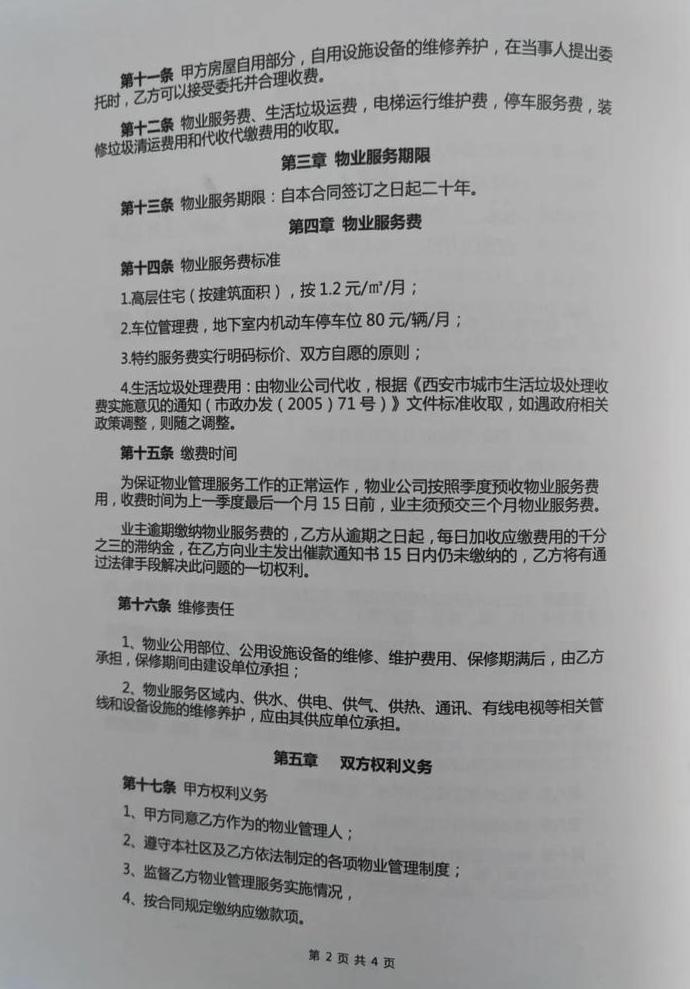 第十一条 甲方房屋自用部分，自用设施设备的维修养护，在当事人提出委
托时，乙方可以接受委托并合理收费。
第十二条 物业服务费、生活垃圾运费，电梯运行维护费，停车服务费，装
修垃圾清运费用和代收代缴费用的收取。
第三章 物业服务期限
第十三条 物业服务期限：自本合同签订之日起二十年。
第四章 物业服务费
第十四条 物业服务费标准
1.高层住宅（按建筑面积），按 1.2 元/㎡/月；
2.车位管理费，地下室内机动车停车位 80 元/辆/月；
3.特约服务费实行明码标价、双方自愿的原则；
4.生活垃圾处理费用：由物业公司代收，根据《西安市城市生活垃圾处理收
费实施意见的通知（市政办发（2005）71 号）》文件标准收取，如遇政府相关
政策调整，则随之调整。
第十五条 缴费时间
为保证物业管理服务工作的正常运作，物业公司按照季度预收物业服务费
用，收费时间为上一季度最后一个月 15 日前，业主须预交三个月物业服务费。
业主逾期缴纳物业服务费的，乙方从逾期之日起，每日加收应缴费用的千分
之三的滞纳金，在乙方向业主发出催款通知书 15 日内仍未缴纳的，乙方将有通
过法律手段解决此问题的一切权利。
第十六条 维修责任
1、物业公用部位、公用设施设备的维修、维护费用、保修期满后，由乙方
承担，保修期间由建设单位承担；
2、物业服务区域内、供水、供电、供气、供热、通讯、有线电视等相关管
线和设备设施的维修养护，应由其供应单位承担。
第五章 双方权利义务
第十七条 甲方权利义务
1、甲方同意乙方作为的物业管理人；
2、遵守本社区及乙方依法制定的各项物业管理制度；
3、监督乙方物业管理服务实施情况，
4、按合同规定缴纳应缴款项。
第 2 页 共 4 页